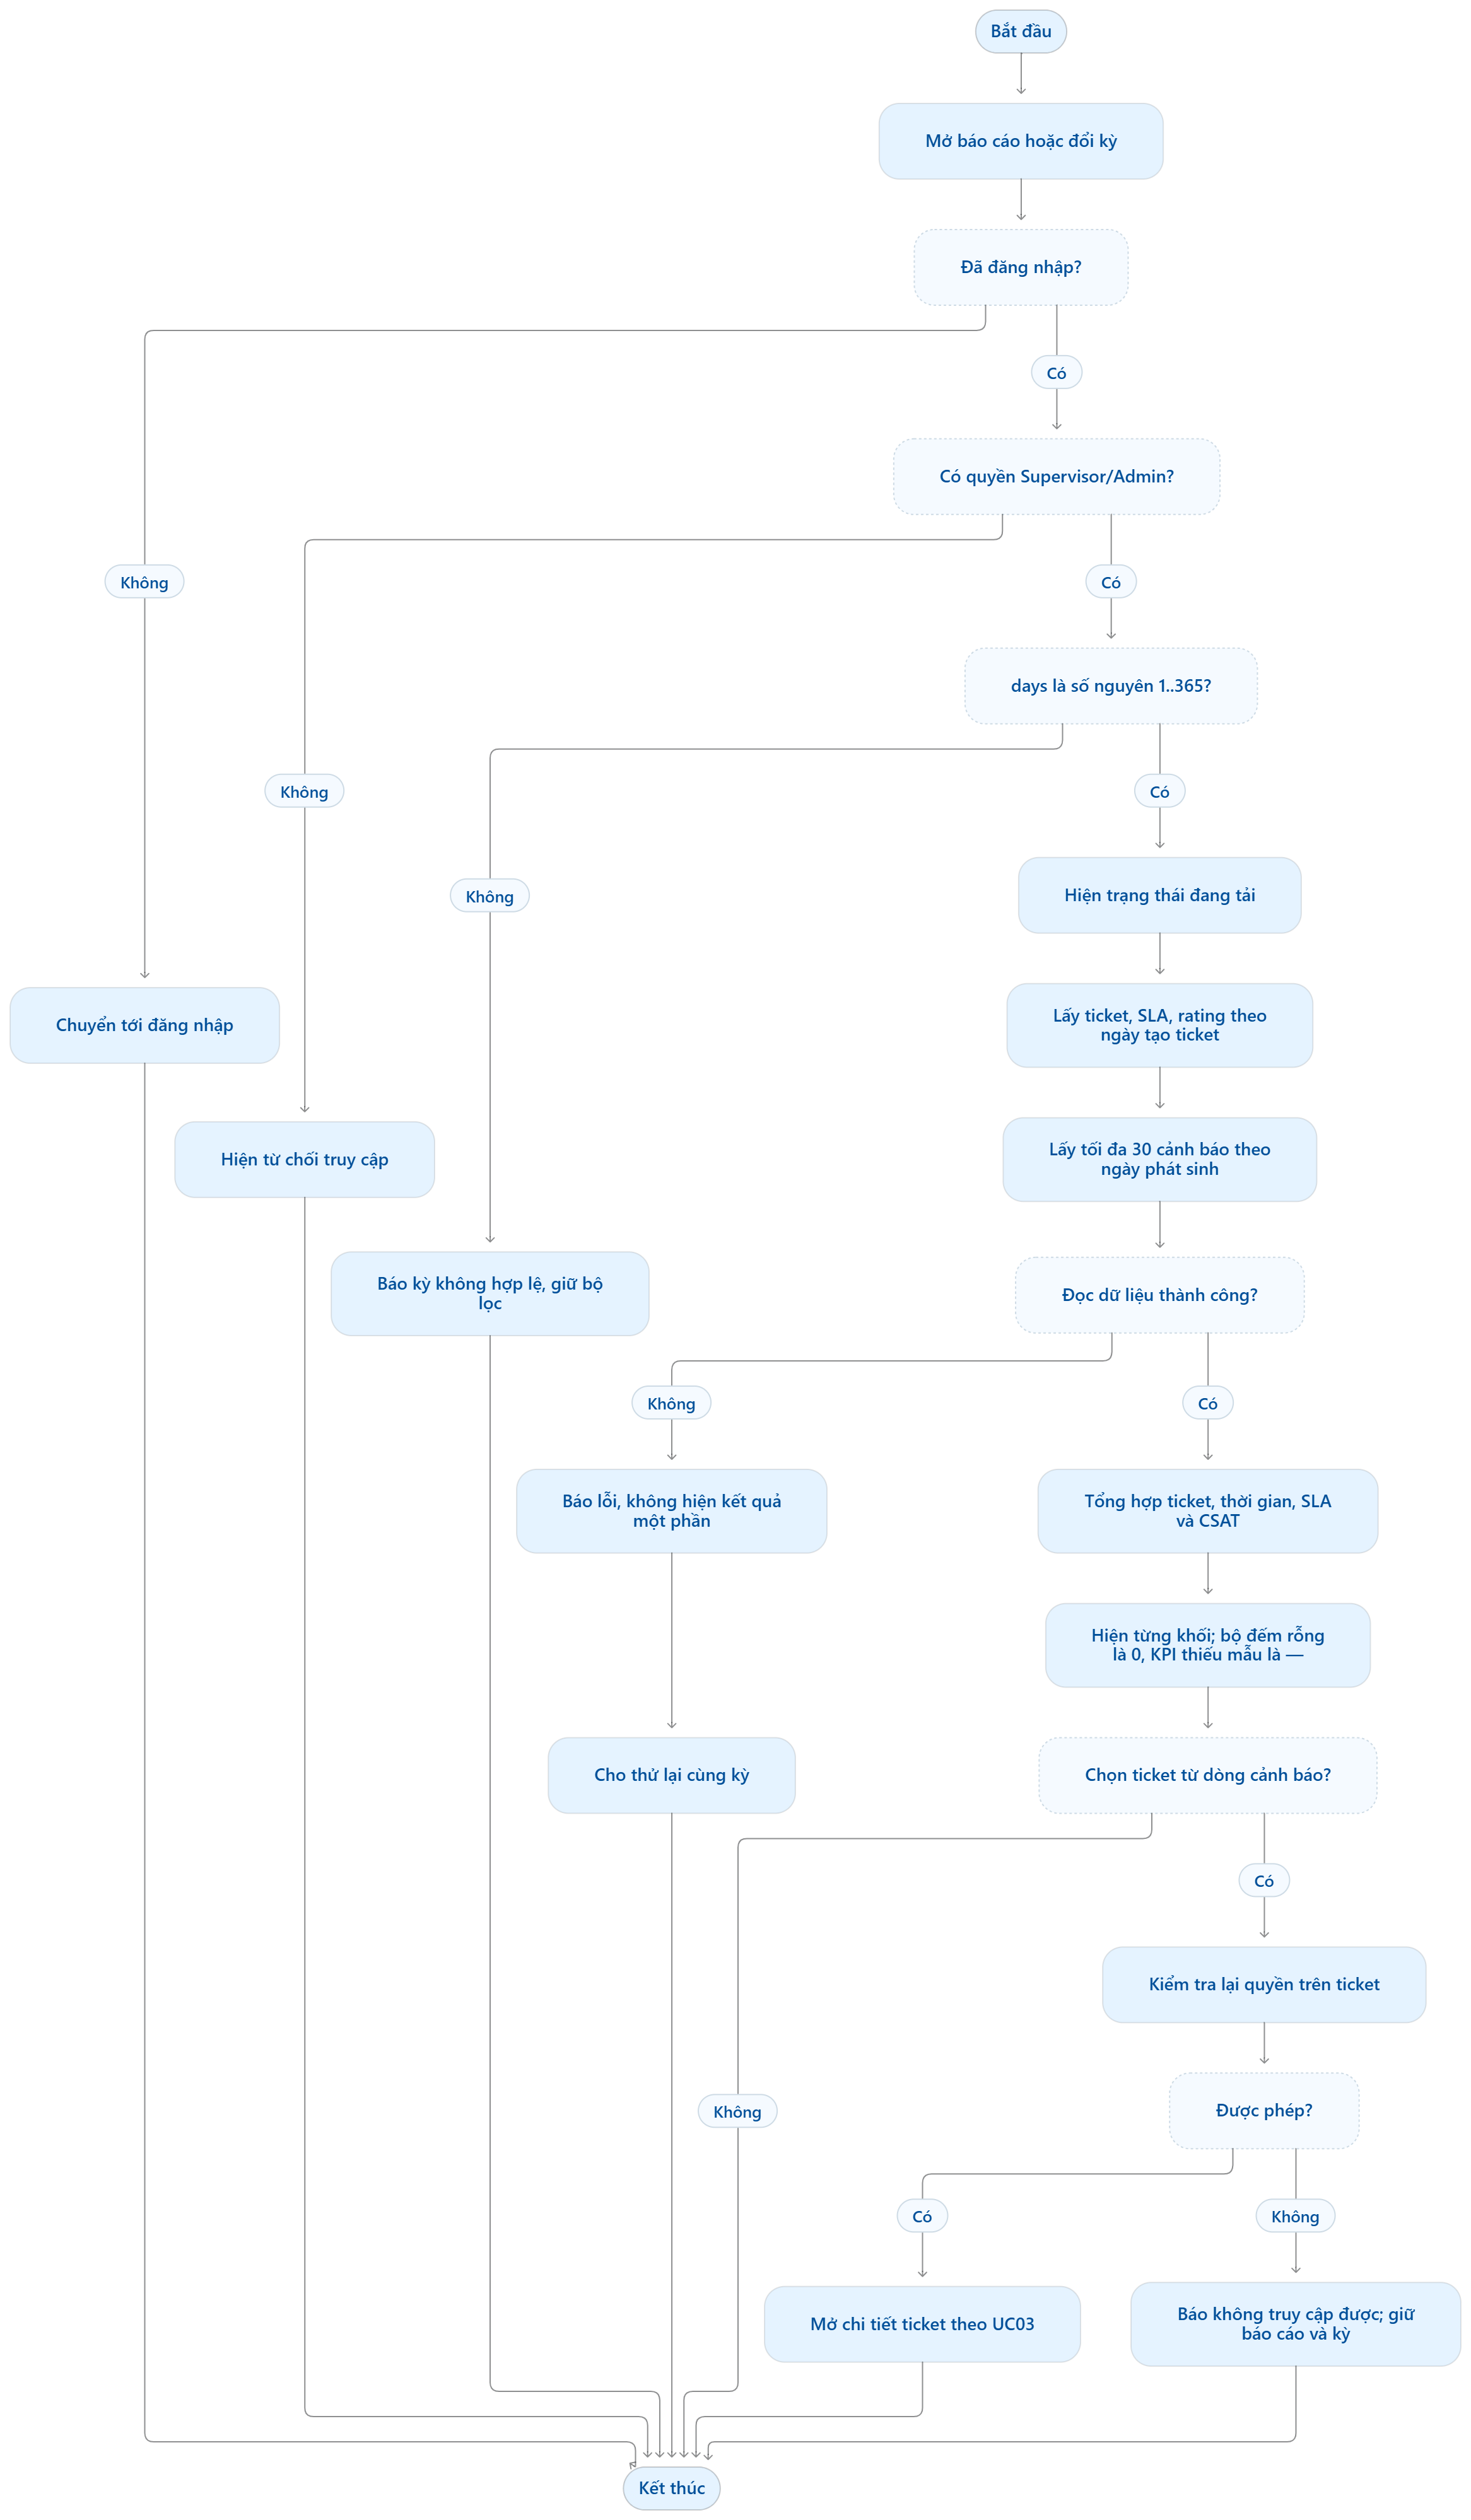 Bắt đầu
Mở báo cáo hoặc đổi kỳ
Đã đăng nhập?
Có
Có quyền Supervisor/Admin?
Không
Có
days là số nguyên 1..365?
Không
Có
Không
Hiện trạng thái đang tải
Chuyển tới đăng nhập
Lấy ticket, SLA, rating theo
ngày tạo ticket
Hiện từ chối truy cập
Lấy tối đa 30 cảnh báo theo
ngày phát sinh
Báo kỳ không hợp lệ, giữ bộ
lọc
Đọc dữ liệu thành công?
Không
Có
Báo lỗi, không hiện kết quả
một phần
Tổng hợp ticket, thời gian, SLA
và CSAT
Hiện từng khối; bộ đếm rỗng
là 0, KPI thiếu mẫu là —
Cho thử lại cùng kỳ
Chọn ticket từ dòng cảnh báo?
Có
Kiểm tra lại quyền trên ticket
Không
Được phép?
Có
Không
Mở chi tiết ticket theo UC03
Báo không truy cập được; giữ
báo cáo và kỳ
Kết thúc